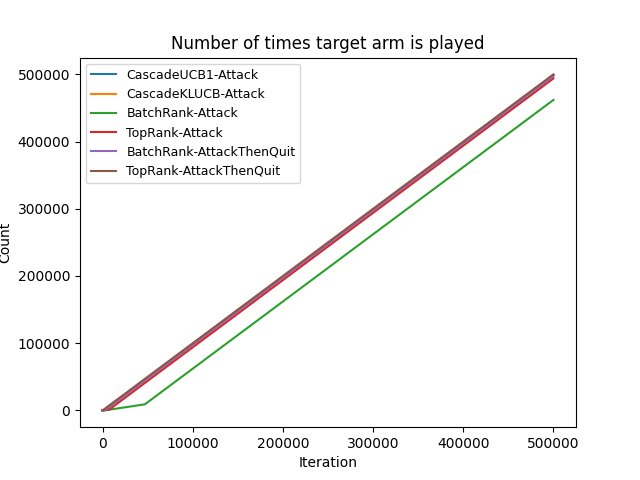 Number of times target arm is played
500000
400000
300000
200000
100000
0
Count
CascadeUCB1-Attack
CascadeKLUCB-Attack
BatchRank-Attack
TopRank-Attack
BatchRank-AttackThenQuit
TopRank-AttackThenQuit
0 100000 200000 300000 400000 500000
Iteration